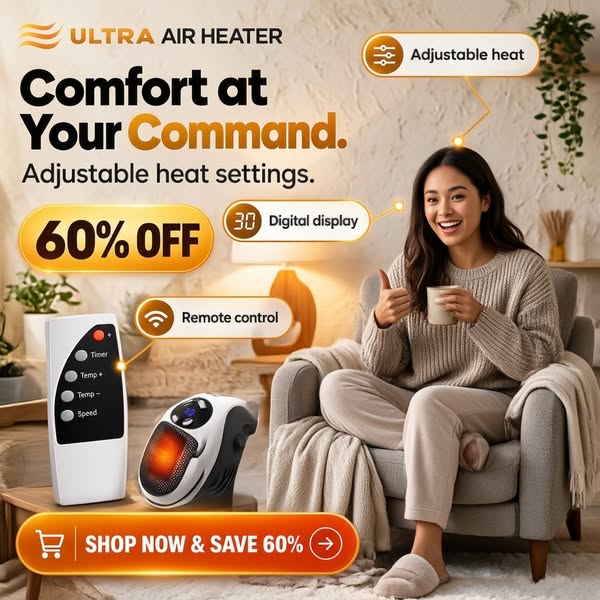 ULTRA AIR HEATER
Comfort at
Your Command.
Adjustable heat settings.
60% OFF
Adjustable heat
30 Digital display
Remote control
+
Timer
Temp +
Temp –
Speed
30
SHOP NOW & SAVE 60%